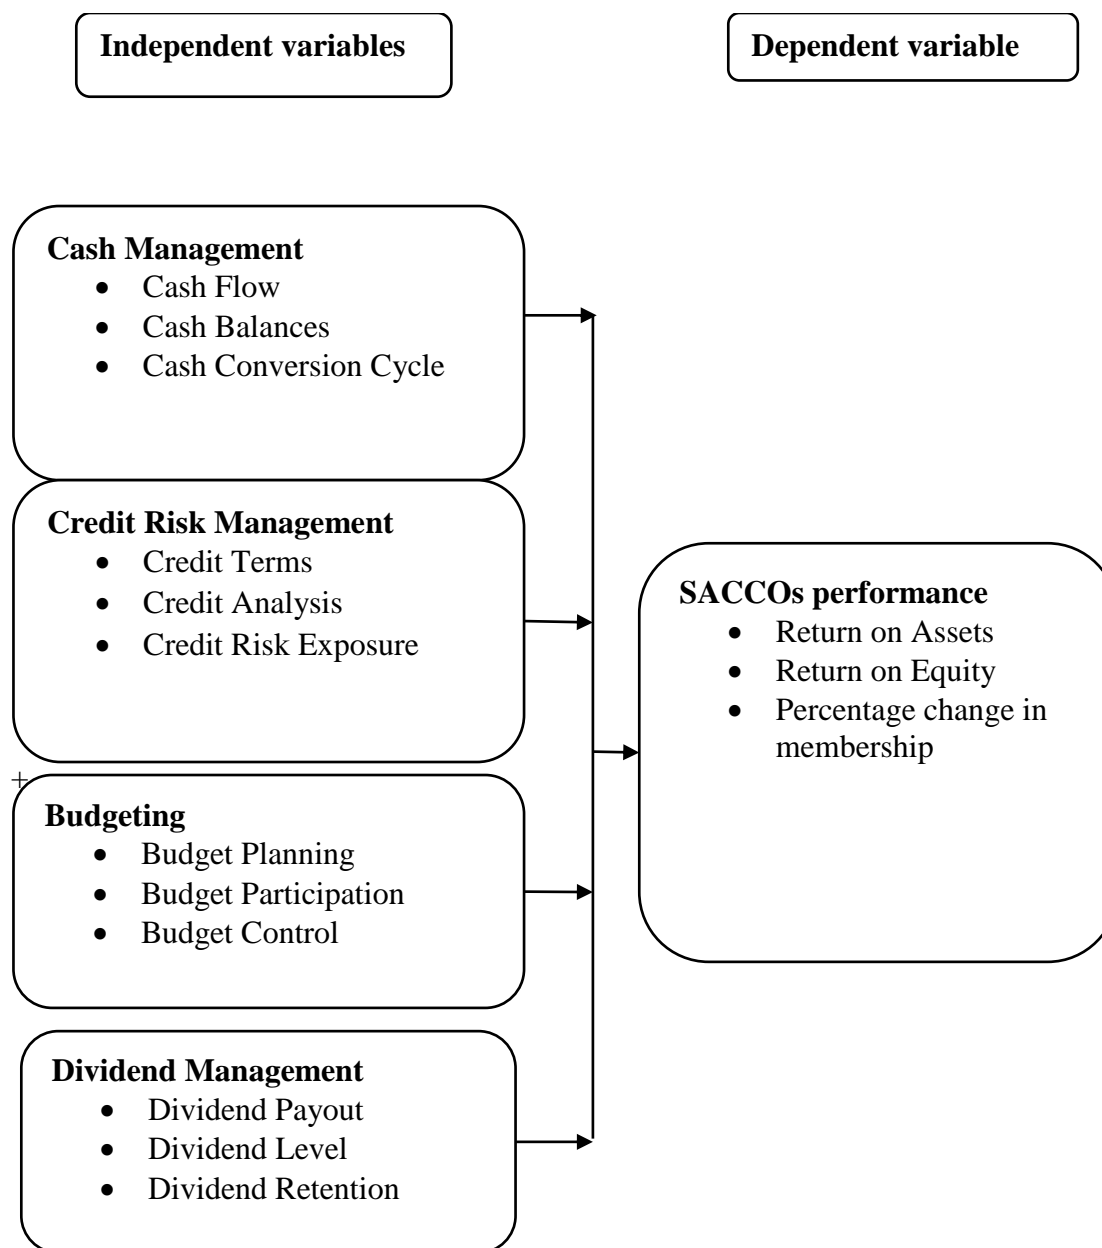 Independent variables
Dependent variable
Cash Management
• Cash Flow
• Cash Balances
• Cash Conversion Cycle
Credit Risk Management
• Credit Terms
• Credit Analysis
• Credit Risk Exposure
SACCOs performance
• Return on Assets
• Return on Equity
• Percentage change in
membership
+
Budgeting
• Budget Planning
• Budget Participation
• Budget Control
Dividend Management
• Dividend Payout
• Dividend Level
• Dividend Retention